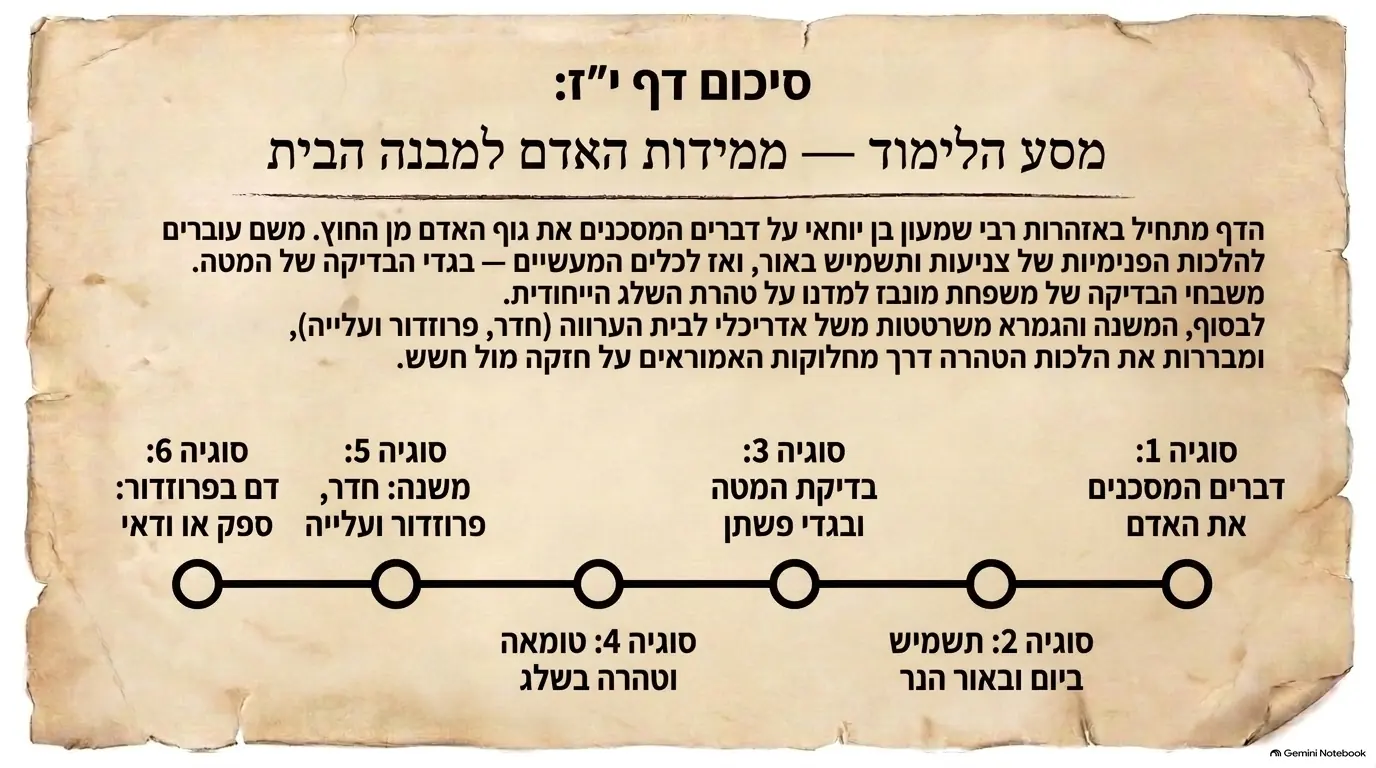 סיכום דף י״ז:
מסע הלימוד — ממידות האדם למבנה הבית
הדף מתחיל באזהרות רבי שמעון בן יוחאי על דברים המסכנים את גוף האדם מן החוץ. משם עוברים
להלכות הפנימיות של צניעות ותשמיש באור, ואז לכלים המעשיים — בגדי הבדיקה של המטה.
משבחי הבדיקה של משפחת מונבז למדנו על טהרת השלג הייחודית.
לבסוף, המשנה והגמרא משרטטות משל אדריכלי לבית הערווה (חדר, פרוזדור ועלייה),
ומבררות את הלכות הטהרה דרך מחלוקות האמוראים על חזקה מול חשש.
סוגיה 1:
דברים המסכנים
את האדם
סוגיה 2: תשמיש
ביום ובאור הנר
סוגיה 3:
בדיקת המטה
ובגדי פשתן
סוגיה 4: טומאה
וטהרה בשלג
סוגיה 5:
משנה: חדר,
פרוזדור ועלייה
סוגיה 6:
דם בפרוזדור:
ספק או ודאי
Gemini Notebook